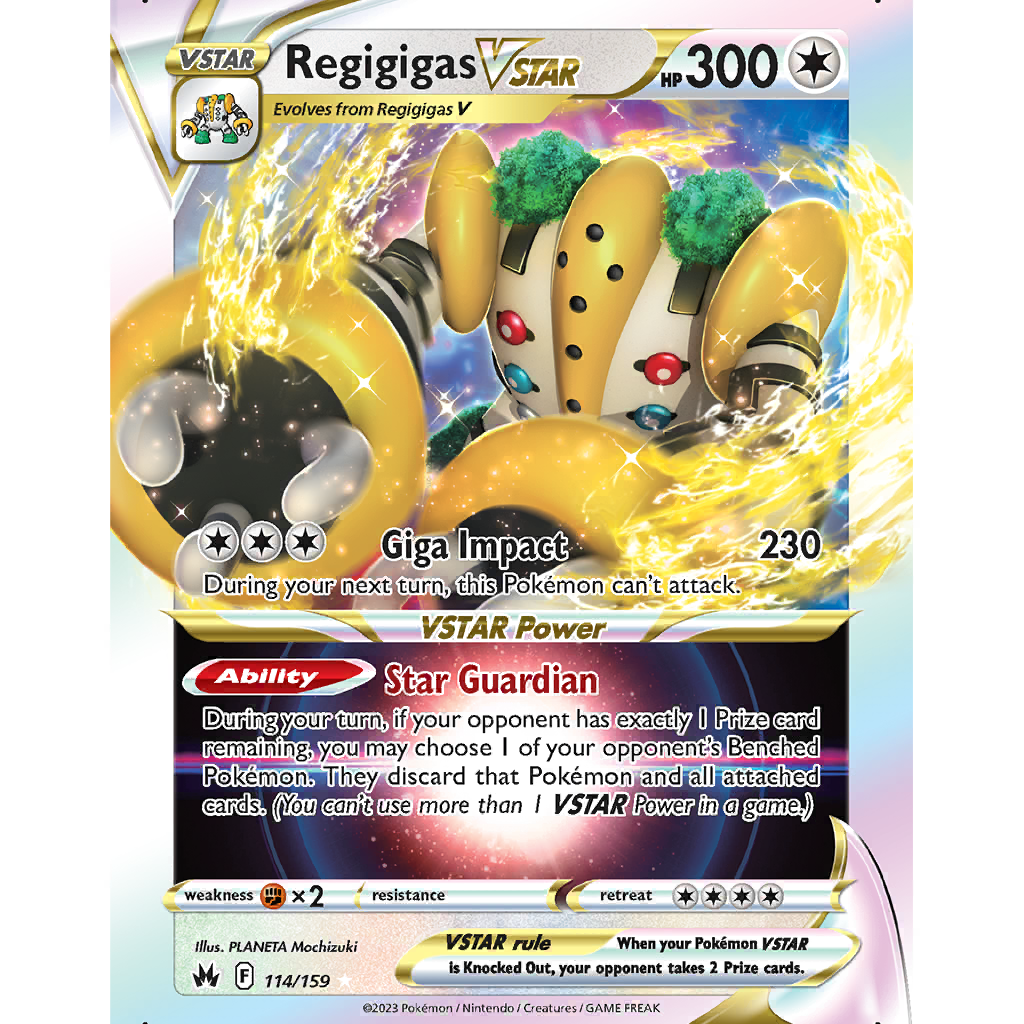 VSTAR
Regigigas VSTAR HP 300
Evolves from Regigigas V
Giga Impact 230
During your next turn, this Pokémon can't attack.
VSTAR Power
Ability Star Guardian
During your turn, if your opponent has exactly 1 Prize card
remaining, you may choose 1 of your opponent's Benched
Pokémon. They discard that Pokémon and all attached
cards. (You can't use more than 1 VSTAR Power in a game.)
weakness ×2 resistance retreat
Illus. PLANETA Mochizuki
VSTAR rule When your Pokémon VSTAR
is Knocked Out, your opponent takes 2 Prize cards.
F 114/159
©2023 Pokémon / Nintendo / Creatures / GAME FREAK